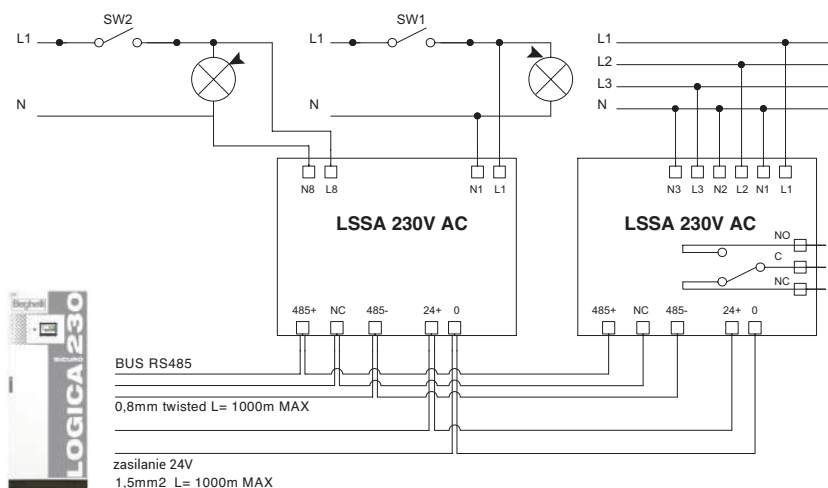 SW2
SW1
L1
L1
L1
L2
L3
N
N
N
N8 L8
N1 L1
N3 L3 N2 L2 N1 L1
LSSA 230V AC
LSSA 230V AC
NO
C
NC
485+ NC 485- 24+ 0
485+ NC 485- 24+ 0
Beghelli
SICURO
LOGICA 230
BUS RS485
0,8mm twisted L= 1000m MAX
zasilanie 24V
1,5mm2 L= 1000m MAX